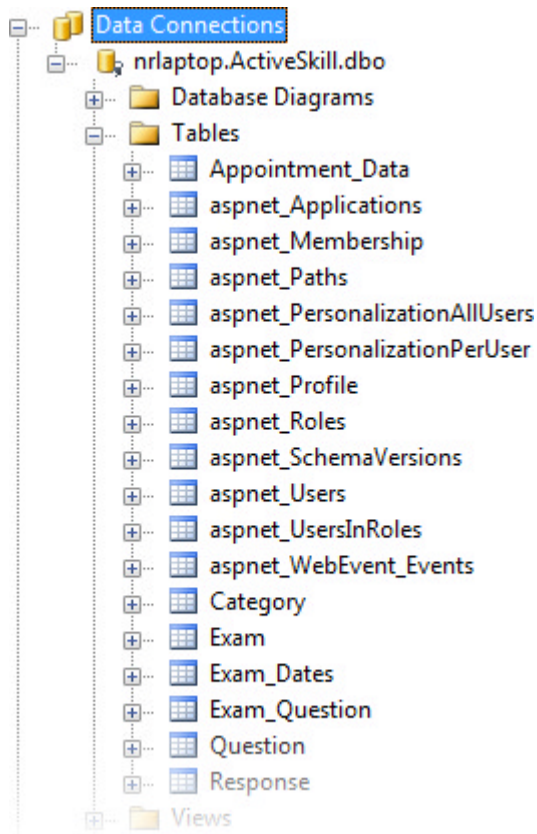 Data Connections
nrlaptop.ActiveSkill.dbo
Database Diagrams
Tables
Appointment_Data
aspnet_Applications
aspnet_Membership
aspnet_Paths
aspnet_PersonalizationAllUsers
aspnet_PersonalizationPerUser
aspnet_Profile
aspnet_Roles
aspnet_SchemaVersions
aspnet_Users
aspnet_UsersInRoles
aspnet_WebEvent_Events
Category
Exam
Exam_Dates
Exam_Question
Question
Response
Views